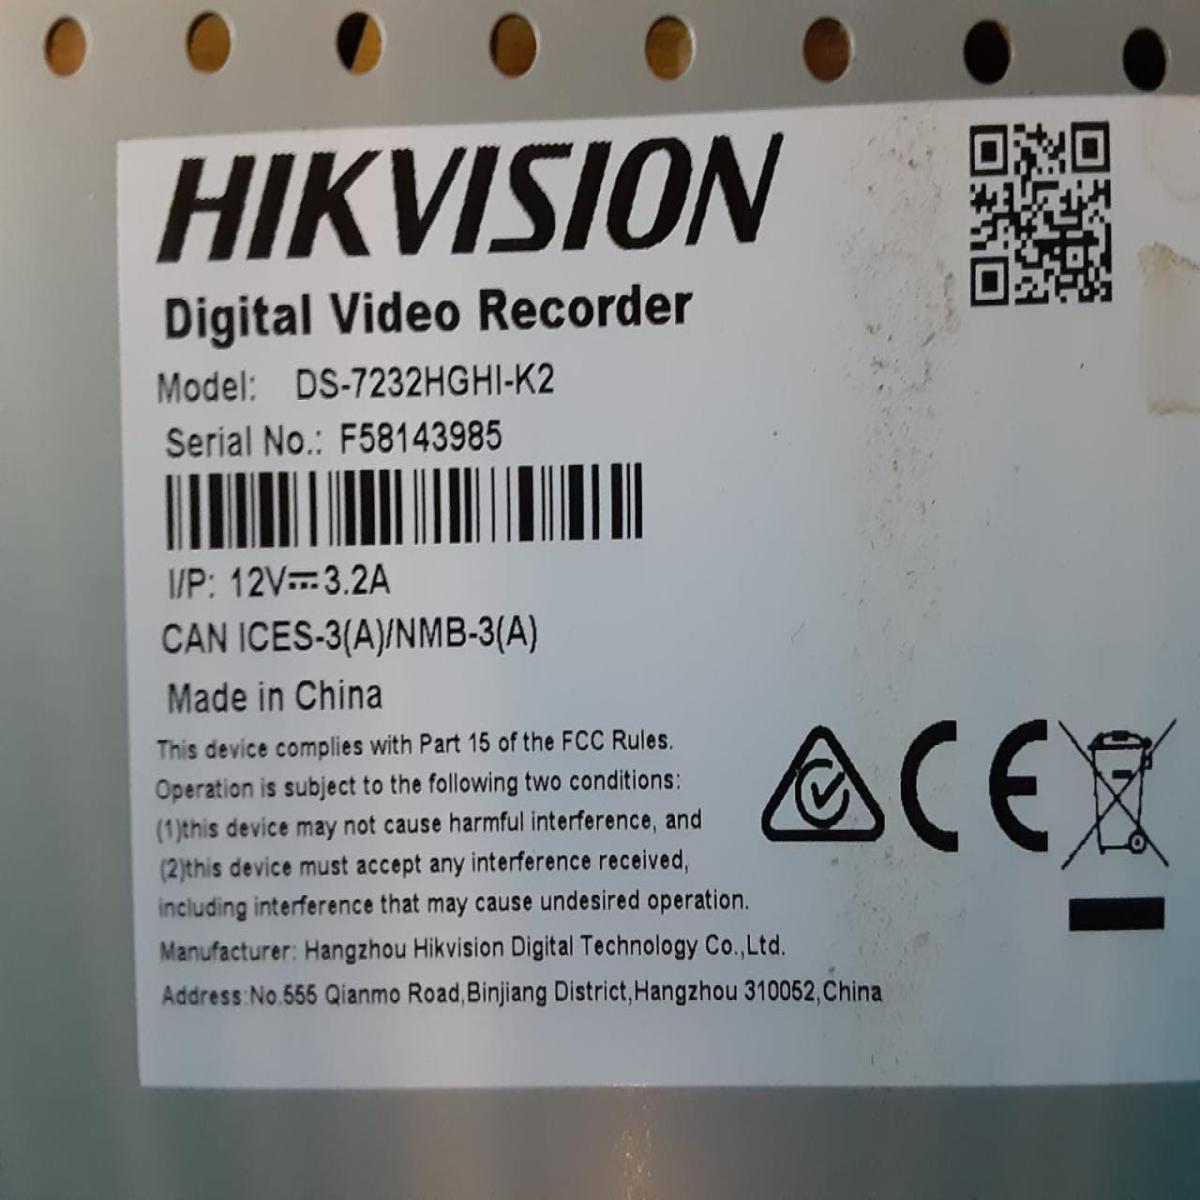 HIKVISION
Digital Video Recorder
Model: DS-7232HGHI-K2
Serial No.: F58143985
I/P: 12V⎓3.2A
CAN ICES-3(A)/NMB-3(A)
Made in China
This device complies with Part 15 of the FCC Rules.
Operation is subject to the following two conditions:
(1)this device may not cause harmful interference, and
(2)this device must accept any interference received,
including interference that may cause undesired operation.
Manufacturer: Hangzhou Hikvision Digital Technology Co.,Ltd.
Address:No.555 Qianmo Road,Binjiang District,Hangzhou 310052,China
CE